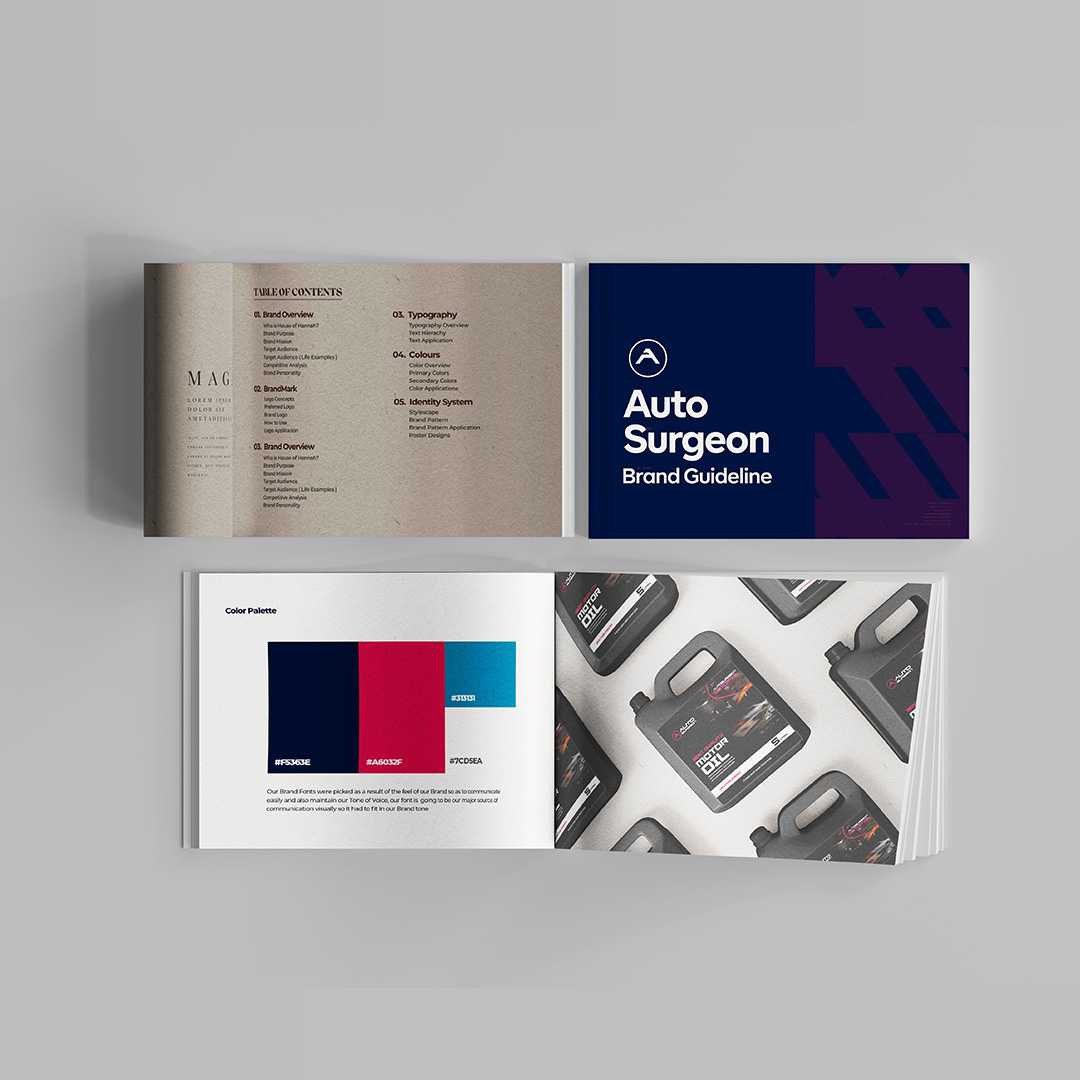 MAG
LOREM IPSUM
DOLOR SIT
AMETADITI
TABLE OF CONTENTS
01. Brand Overview
Who is House of Hannah?
Brand Purpose
Brand Mission
Target Audience
Target Audience ( Life Examples )
Competitive Analysis
Brand Personality
02. BrandMark
Logo Concepts
Preferred Logo
Brand Logo
How to Use
Logo Application
03. Brand Overview
Who is House of Hannah?
Brand Purpose
Brand Mission
Target Audience
Target Audience ( Life Examples )
Competitive Analysis
Brand Personality
03. Typography
Typography Overview
Text Hierachy
Text Application
04. Colours
Color Overview
Primary Colors
Secondary Colors
Color Applications
05. Identity System
Stylescape
Brand Pattern
Brand Pattern Application
Poster Designs
Auto
Surgeon
Brand Guideline
Color Palette
#F5363E
#A6032F
#313131
#7CD5EA
Our Brand Fonts were picked as a result of the feel of our Brand so as to communicate
easily and also maintain our Tone of Voice, our font is going to be our major source of
communication visually so it had to fit in our Brand tone
MOTOR
OIL
5
AUTO
BEST QUALITY
MOTOR
OIL
5
AUTO